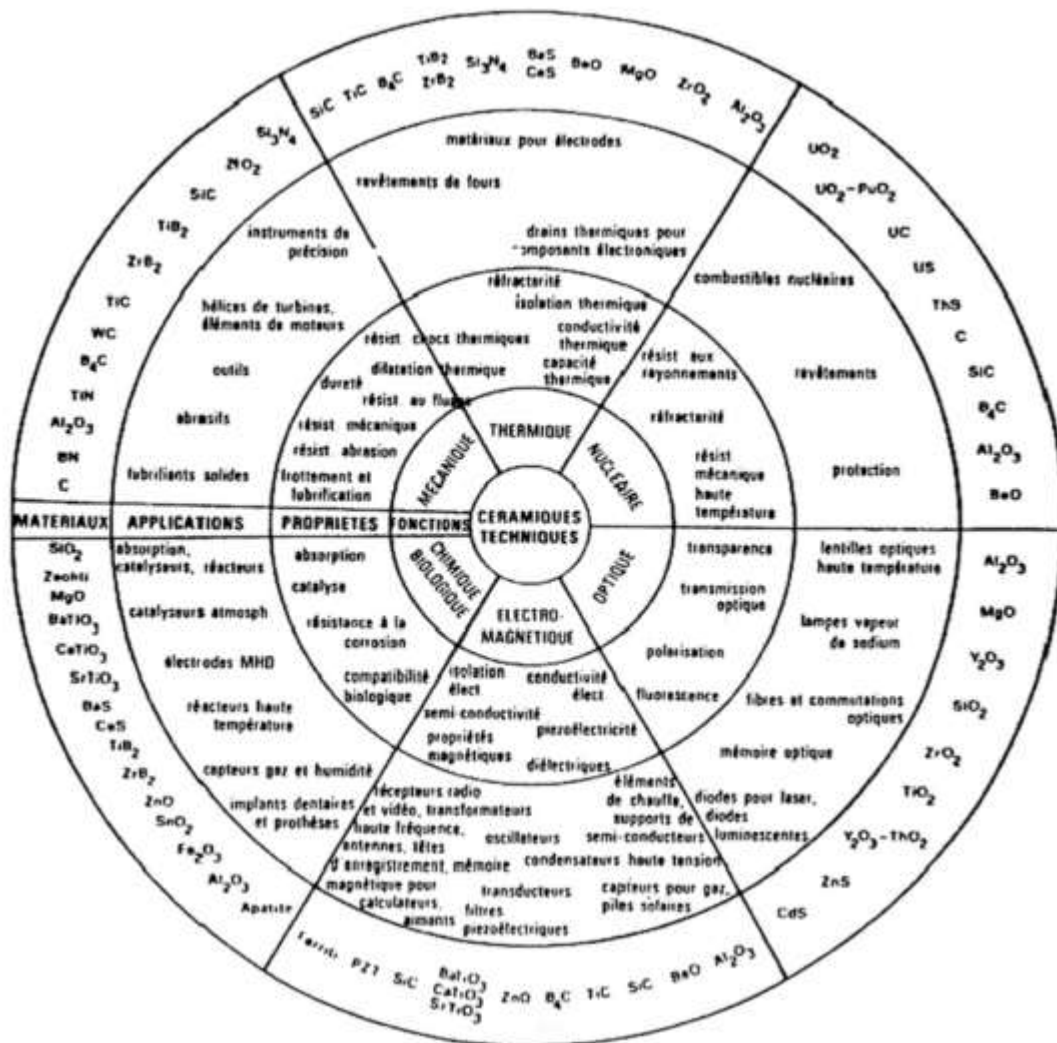 CERAMIQUES
TECHNIQUES
MATERIAUX
APPLICATIONS
PROPRIETES
FONCTIONS
THERMIQUE
réfractarité
isolation thermique
résist chocs thermiques
conductivité
thermique
dilatation thermique
capacité
thermique
matériaux pour électrodes
revêtements de fours
drains thermiques pour
composants électroniques
SiC
TiC
B4C
TiB2
ZrB2
Si3N4
BaS
CeS
BeO
MgO
ZrO2
Al2O3
NUCLÉAIRE
résist aux
rayonnements
réfractarité
résist
mécanique
haute
température
combustibles nucléaires
revêtements
protection
UO2
UO2-PuO2
UC
US
ThS
C
SiC
B4C
Al2O3
BeO
OPTIQUE
transparence
transmission
optique
polarisation
fluorescence
lentilles optiques
haute température
lampes vapeur
de sodium
fibres et commutations
optiques
mémoire optique
diodes pour laser,
diodes
luminescentes
Al2O3
MgO
Y2O3
SiO2
ZrO2
TiO2
Y2O3-ThO2
ZnS
CdS
ELECTRO-
MAGNETIQUE
isolation
élect
conductivité
élect
semi-conductivité
piezoélectricité
propriétés
magnétiques
diélectriques
récepteurs radio
et vidéo, transformateurs
haute fréquence,
antennes, têtes
d'enregistrement, mémoire
magnétique pour
calculateurs,
aimants
oscillateurs
éléments
de chauffe,
supports de
semi-conducteurs
condensateurs haute tension
transducteurs
filtres
piezoélectriques
capteurs pour gaz,
piles solaires
PZT
SiC
BaTiO3
CaTiO3
SrTiO3
ZnO
B4C
TiC
SiC
BeO
Al2O3
CHIMIQUE
BIOLOGIQUE
absorption
catalyse
résistance à la
corrosion
compatibilité
biologique
absorption,
catalyseurs, réacteurs
catalyseurs atmosph
électrodes MHD
réacteurs haute
température
capteurs gaz et humidité
implants dentaires
et prothèses
SiO2
MgO
BaTiO3
CaTiO3
SrTiO3
BaS
CeS
TiB2
ZrB2
ZnO
SnO2
Fe2O3
Al2O3
Apatite
MÉCANIQUE
dureté
résist au fluage
résist mécanique
résist abrasion
frottement et
lubrification
instruments de
précision
hélices de turbines,
éléments de moteurs
outils
abrasifs
lubrifiants solides
Si3N4
ZrO2
SiC
TiB2
ZrB2
TiC
WC
B4C
TiN
Al2O3
BN
C